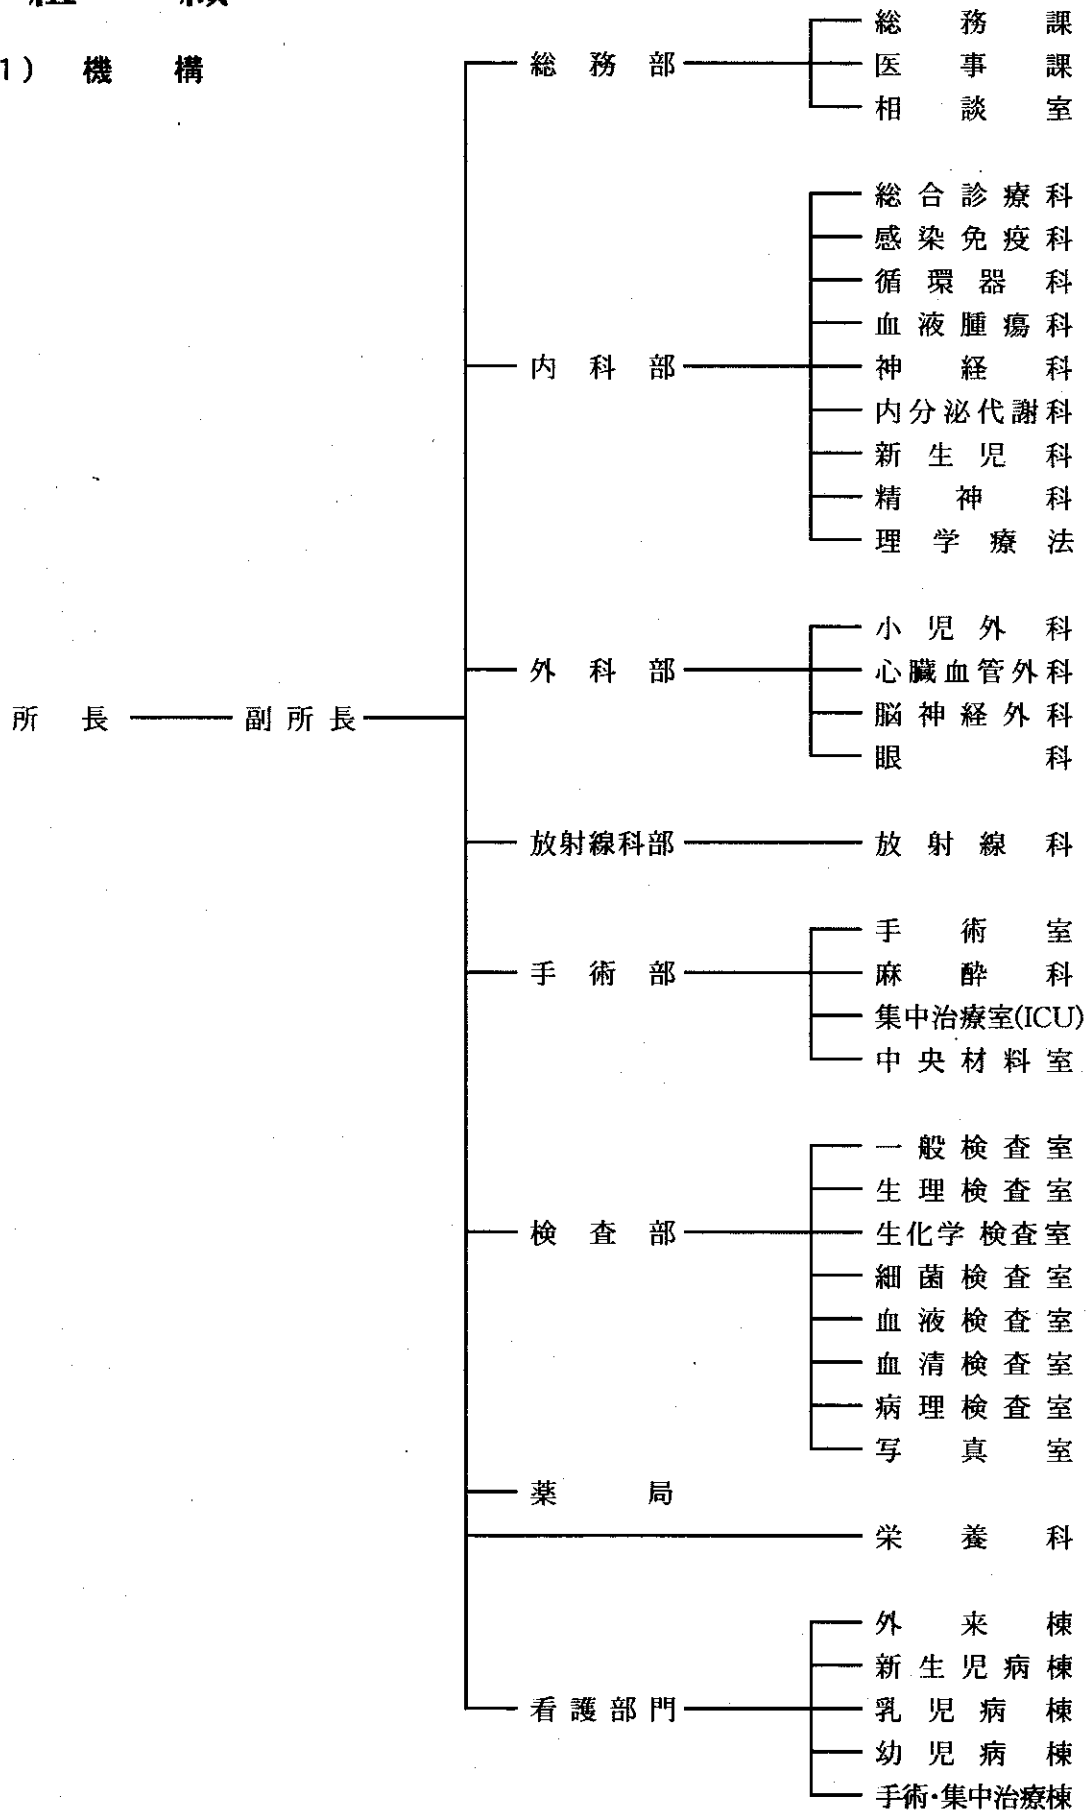 組織
1) 機構
総務部
総務課
医事課
相談室
内科部
総合診療科
感染免疫科
循環器科
血液腫瘍科
神経科
内分泌代謝科
新生児科
精神科
理学療法
所長
副所長
外科部
小児外科
心臓血管外科
脳神経外科
眼科
放射線科部
放射線科
手術部
手術室
麻酔科
集中治療室(ICU)
中央材料室
検査部
一般検査室
生理検査室
生化学検査室
細菌検査室
血液検査室
血清検査室
病理検査室
写真室
薬局
栄養科
看護部門
外来棟
新生児病棟
乳児病棟
幼児病棟
手術・集中治療棟